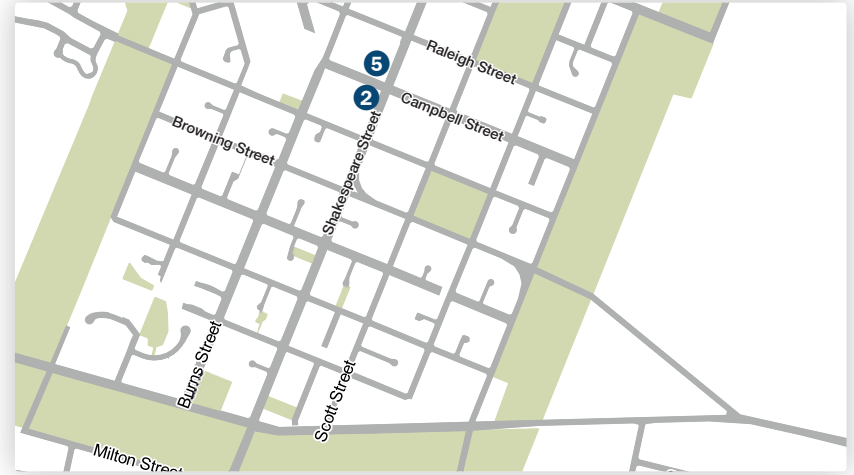 Raleigh Street
5
2
Campbell Street
Browning Street
Shakespeare Street
Burns Street
Scott Street
Milton Street